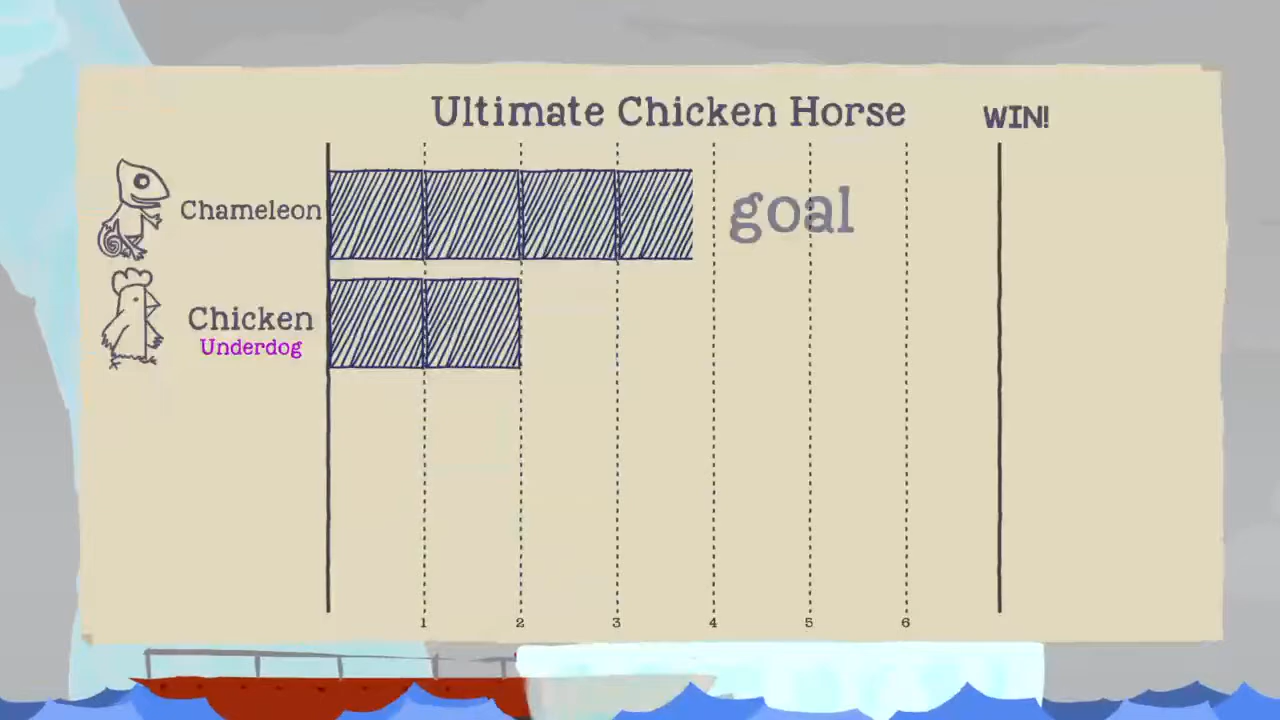 Ultimate Chicken Horse
WIN!
Chameleon
goal
Chicken
Underdog
1 2 3 4 5 6